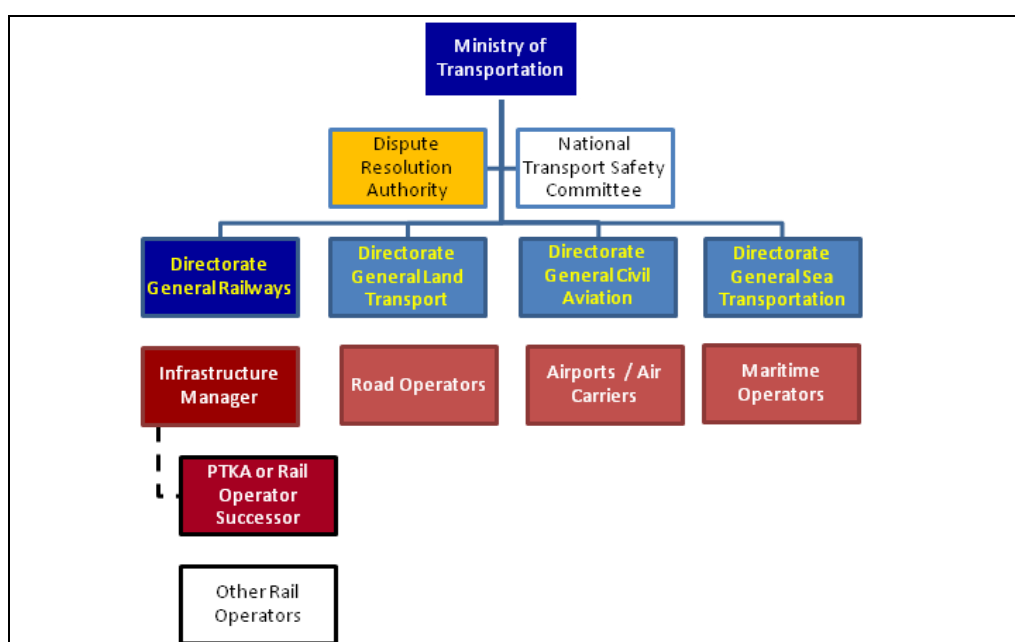 Ministry of
Transportation
Dispute
Resolution
Authority
National
Transport Safety
Committee
Directorate
General Railways
Directorate
General Land
Transport
Directorate
General Civil
Aviation
Directorate
General Sea
Transportation
Infrastructure
Manager
Road Operators
Airports / Air
Carriers
Maritime
Operators
PTKA or Rail
Operator
Successor
Other Rail
Operators